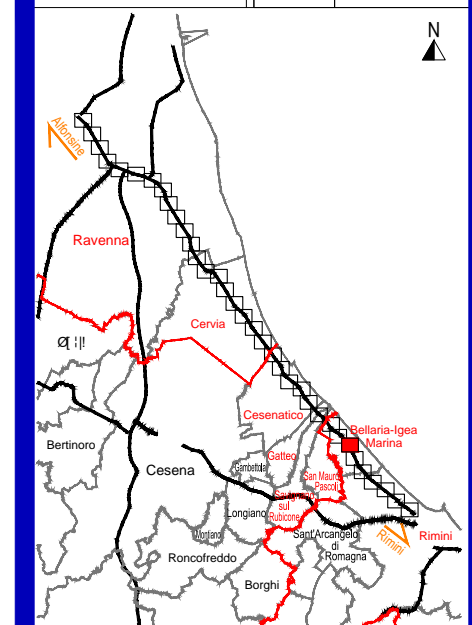 N
Alfonsine
Ravenna
Cervia
Cesenatico
Bellaria-Igea
Marina
Bertinoro
Gatteo
Gambettola
Cesena
San Mauro
Pascoli
Savignano
sul
Rubicone
Longiano
Montiano
Sant'Arcangelo
di
Romagna
Rimini
Rimini
Roncofreddo
Borghi